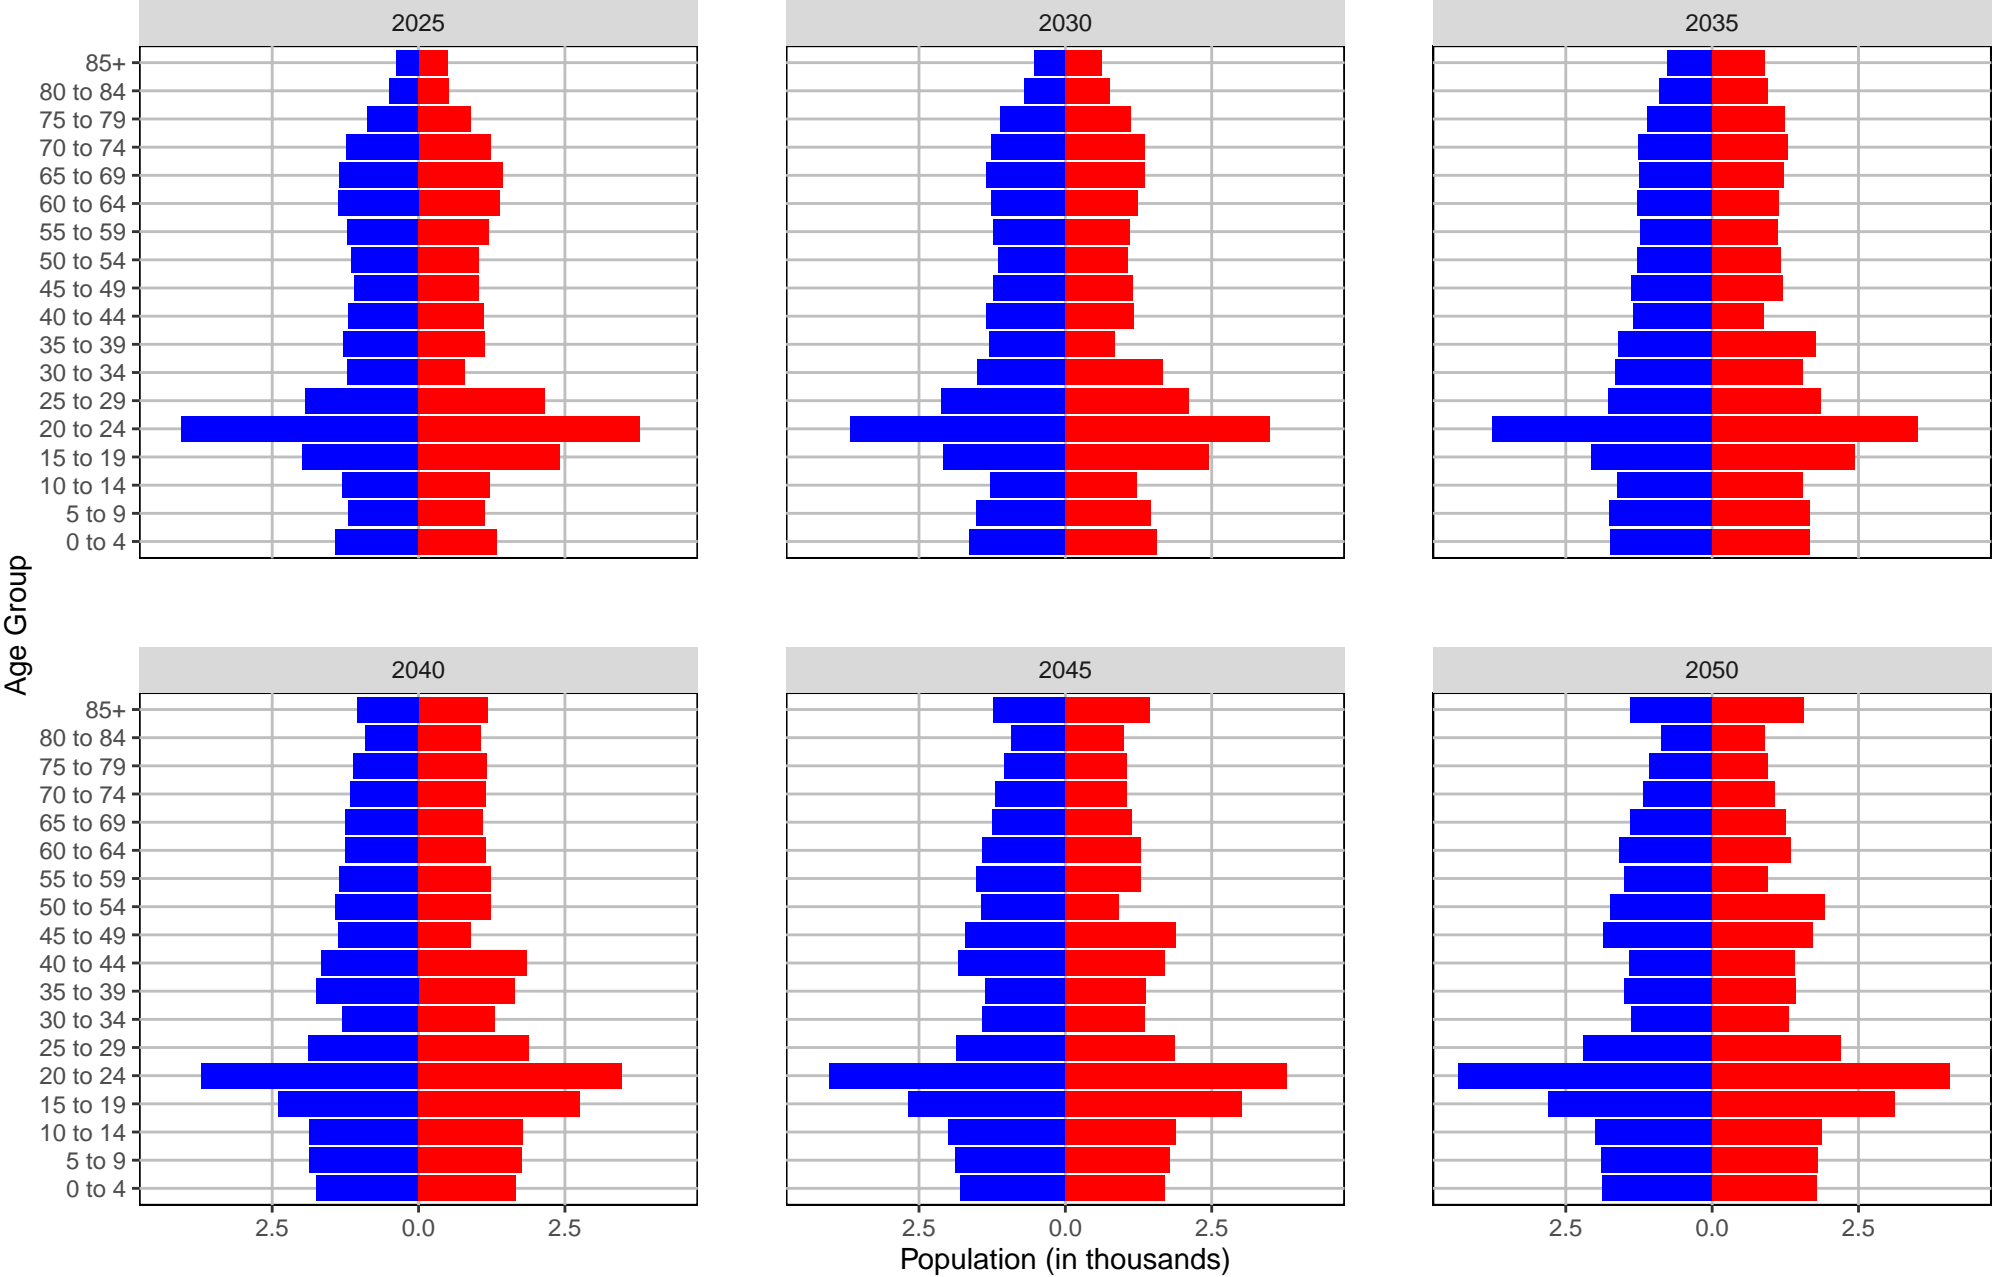 2025
2030
2035
85+
80 to 84
75 to 79
70 to 74
65 to 69
60 to 64
55 to 59
50 to 54
45 to 49
40 to 44
35 to 39
30 to 34
25 to 29
20 to 24
15 to 19
10 to 14
5 to 9
0 to 4
Age Group
2040
2045
2050
85+
80 to 84
75 to 79
70 to 74
65 to 69
60 to 64
55 to 59
50 to 54
45 to 49
40 to 44
35 to 39
30 to 34
25 to 29
20 to 24
15 to 19
10 to 14
5 to 9
0 to 4
2.5 0.0 2.5
2.5 0.0 2.5
2.5 0.0 2.5
Population (in thousands)